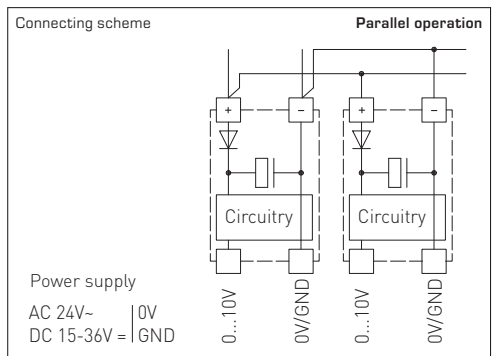 Connecting scheme
Parallel operation
+
–
+
–
Circuitry
Circuitry
Power supply
AC 24V~ | 0V
DC 15-36V = | GND
0...10V
0V/GND
0...10V
0V/GND